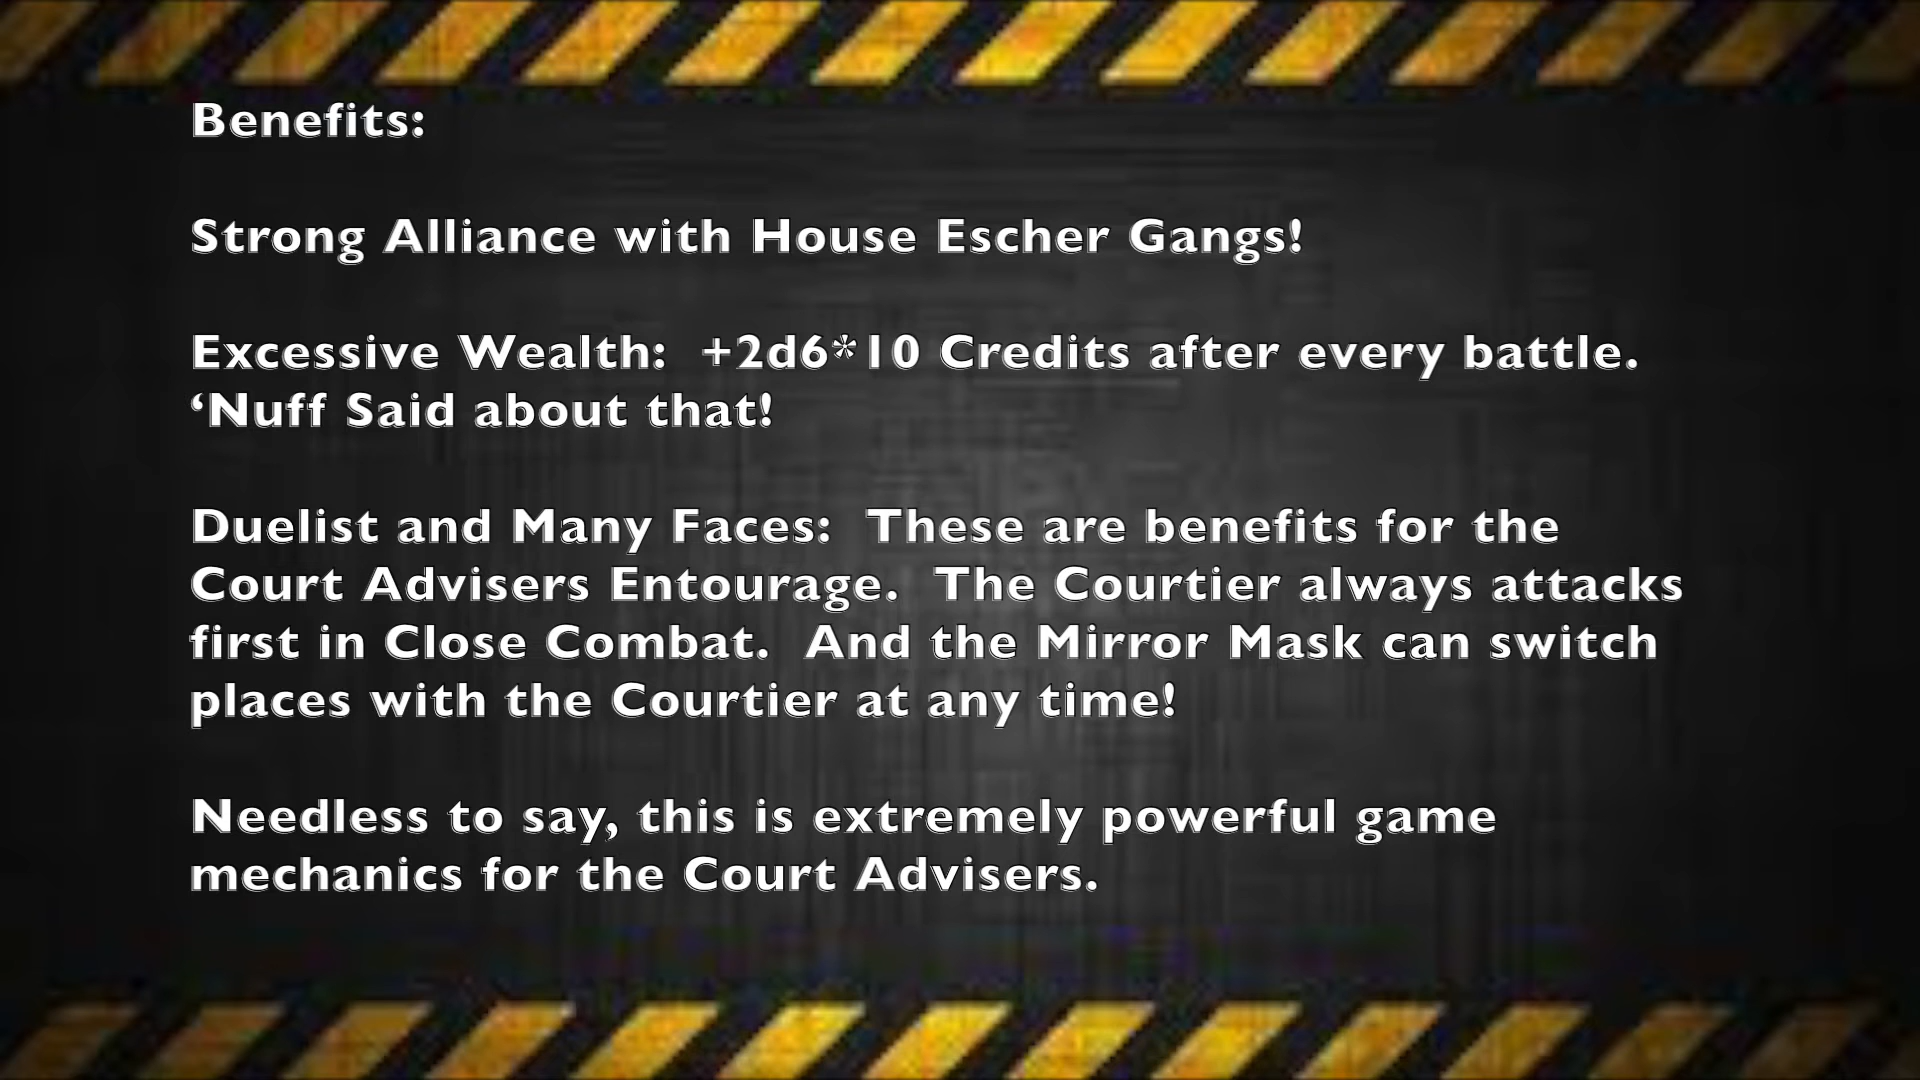 Benefits:
Strong Alliance with House Escher Gangs!
Excessive Wealth:  +2d6*10 Credits after every battle.
‘Nuff Said about that!
Duelist and Many Faces:  These are benefits for the
Court Advisers Entourage.  The Courtier always attacks
first in Close Combat.  And the Mirror Mask can switch
places with the Courtier at any time!
Needless to say, this is extremely powerful game
mechanics for the Court Advisers.